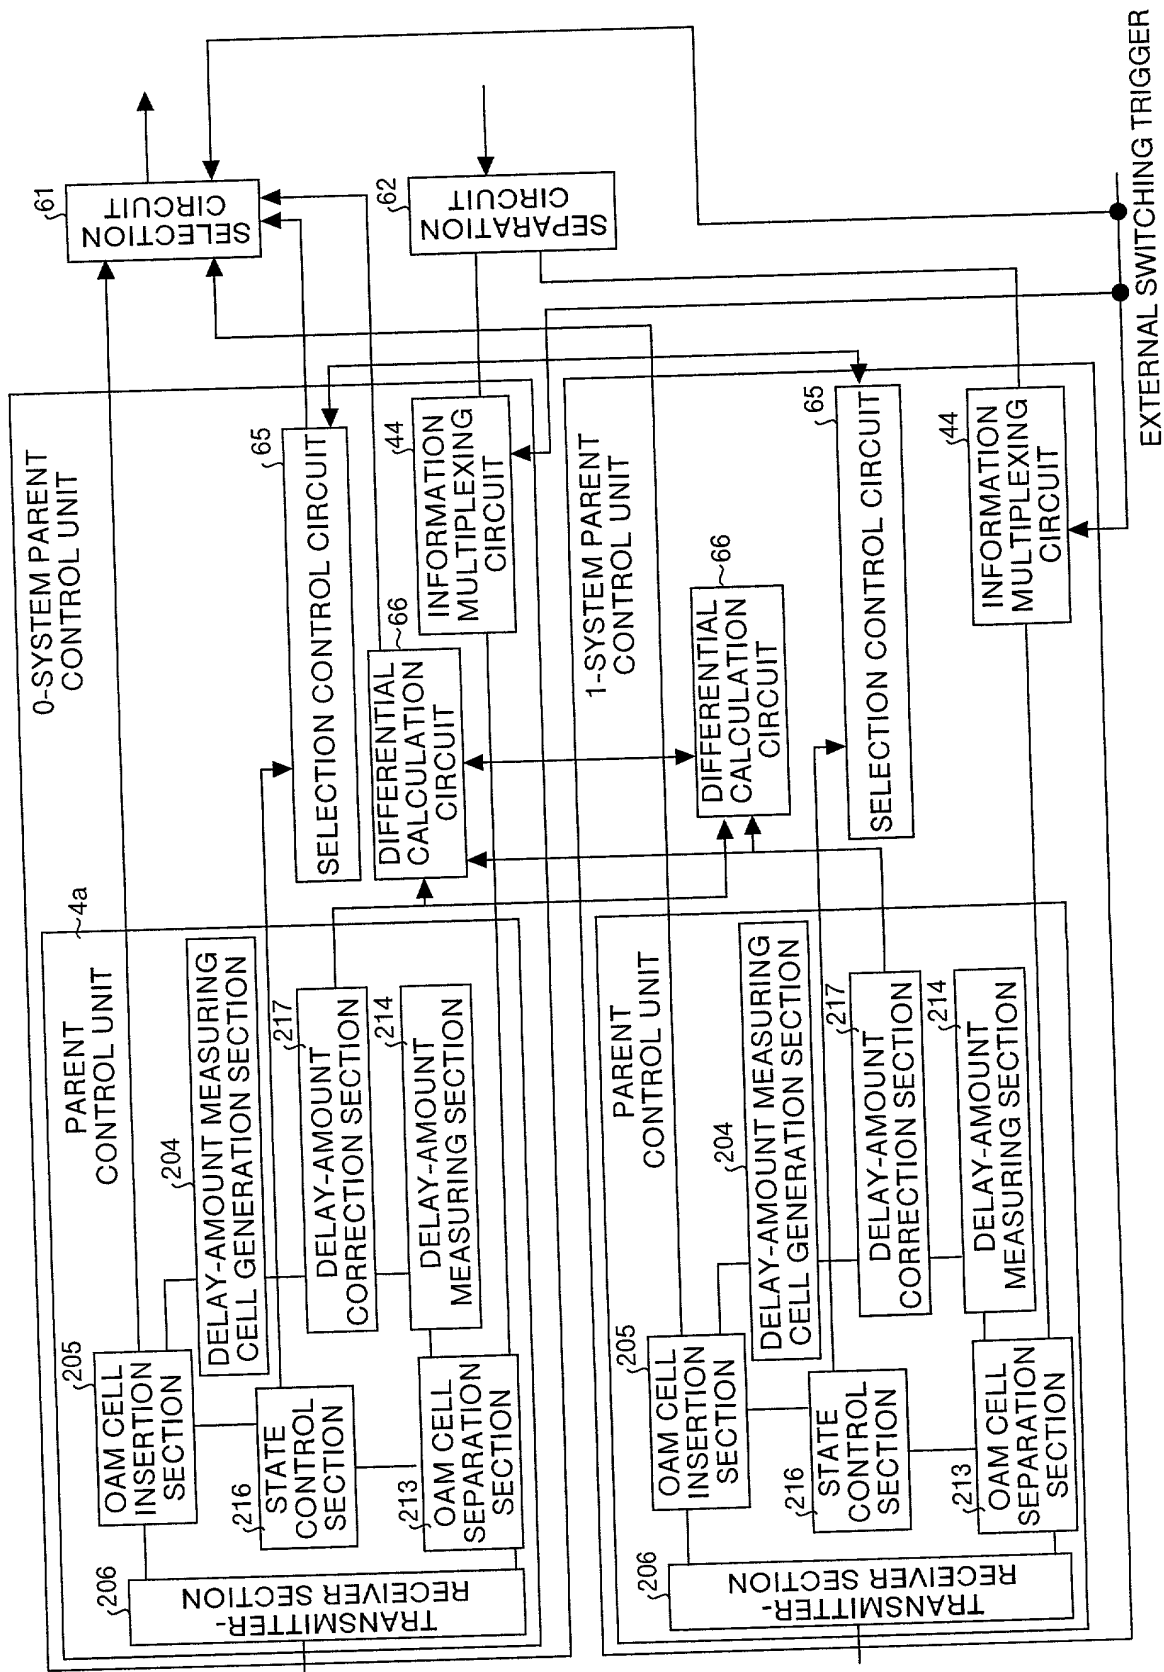 0-SYSTEM PARENT
CONTROL UNIT
PARENT
CONTROL UNIT
4a
206
TRANSMITTER-
RECEIVER SECTION
205
OAM CELL
INSERTION
SECTION
204
DELAY-AMOUNT MEASURING
CELL GENERATION SECTION
216
STATE
CONTROL
SECTION
217
DELAY-AMOUNT
CORRECTION SECTION
213
OAM CELL
SEPARATION
SECTION
214
DELAY-AMOUNT
MEASURING SECTION
65
SELECTION CONTROL CIRCUIT
66
DIFFERENTIAL
CALCULATION
CIRCUIT
44
INFORMATION
MULTIPLEXING
CIRCUIT
61
SELECTION
CIRCUIT
62
SEPARATION
CIRCUIT
1-SYSTEM PARENT
CONTROL UNIT
PARENT
CONTROL UNIT
206
TRANSMITTER-
RECEIVER SECTION
205
OAM CELL
INSERTION
SECTION
204
DELAY-AMOUNT MEASURING
CELL GENERATION SECTION
216
STATE
CONTROL
SECTION
217
DELAY-AMOUNT
CORRECTION SECTION
213
OAM CELL
SEPARATION
SECTION
214
DELAY-AMOUNT
MEASURING SECTION
66
DIFFERENTIAL
CALCULATION
CIRCUIT
65
SELECTION CONTROL CIRCUIT
44
INFORMATION
MULTIPLEXING
CIRCUIT
EXTERNAL SWITCHING TRIGGER